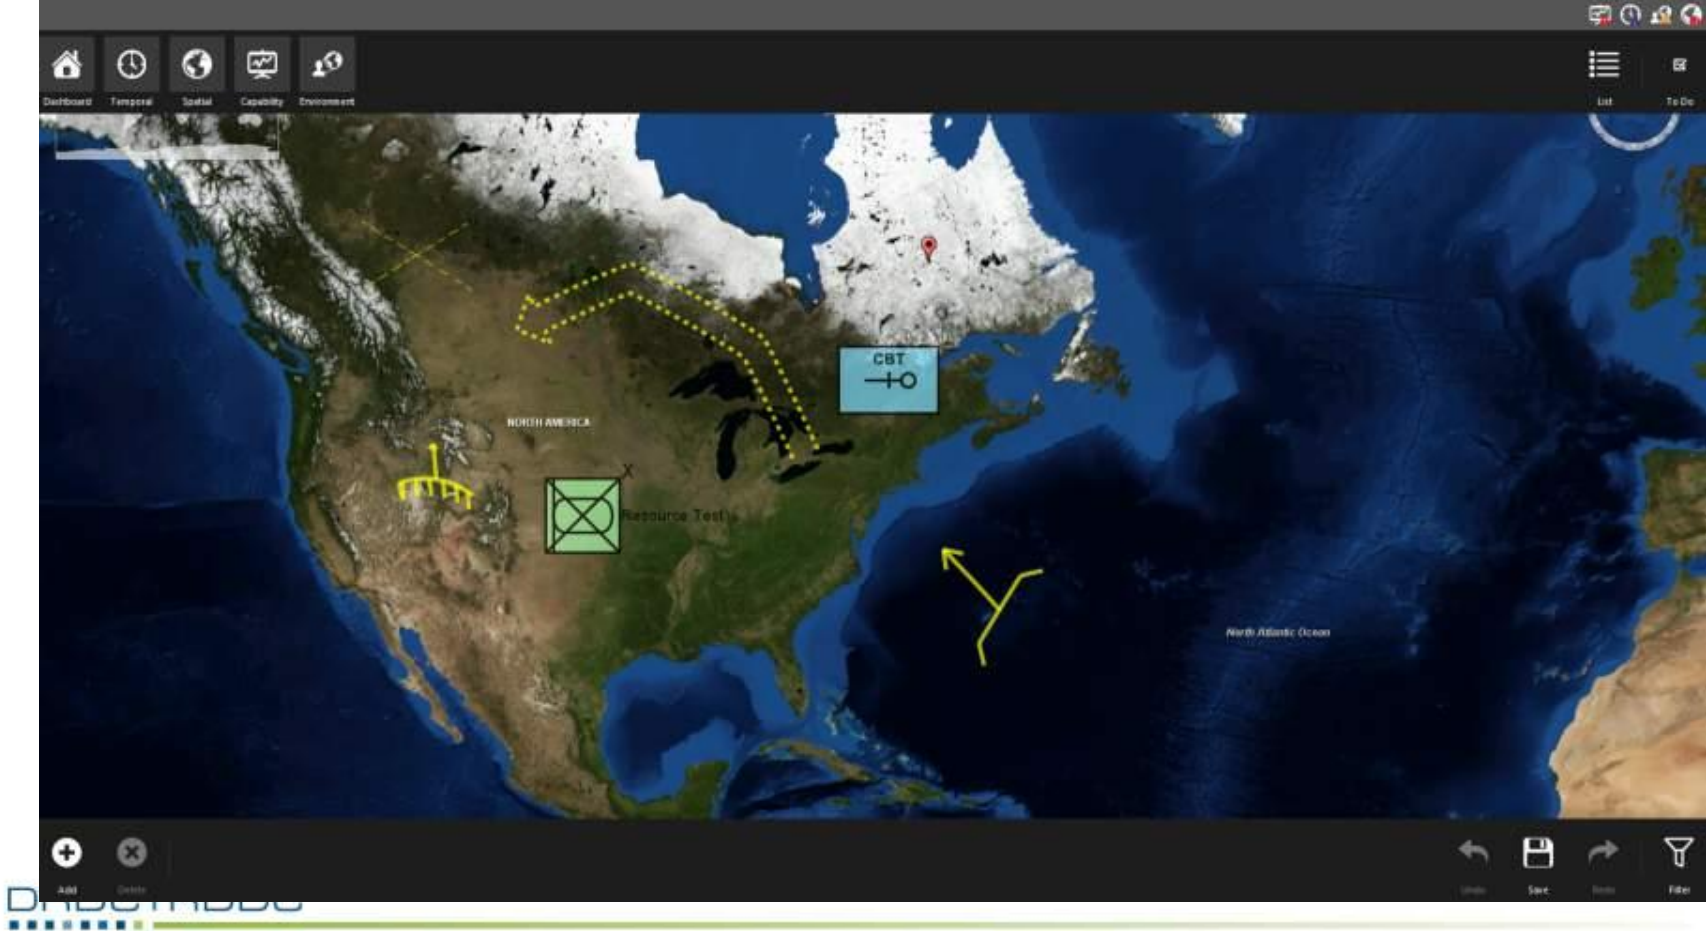 Dashboard
Temporal
Spatial
Capability
Environment
List
To Do
CBT
NORTH AMERICA
X
Resource Test
North Atlantic Ocean
Add
Delete
Undo
Save
Redo
Filter